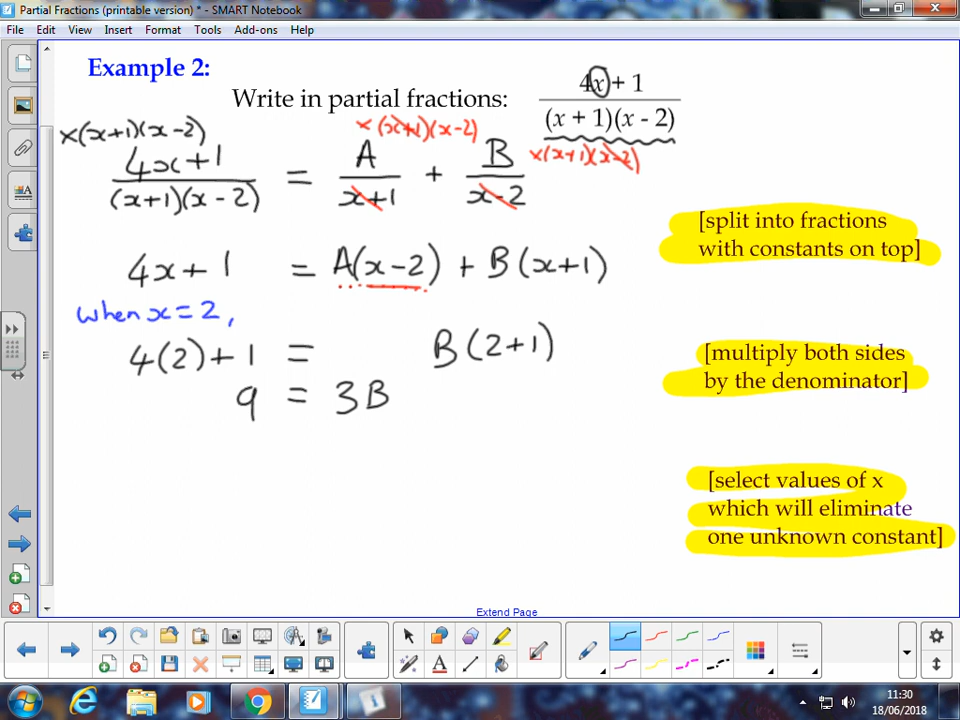 Partial Fractions (printable version) * - SMART Notebook
File Edit View Insert Format Tools Add-ons Help
Example 2:
Write in partial fractions:
4x + 1
(x + 1)(x - 2)
×(x+1)(x-2)
×(x+1)(x-2)
×(x+1)(x-2)
4x+1
(x+1)(x-2)
=
A
x+1
+
B
x-2
[split into fractions
with constants on top]
4x+1 = A(x-2) + B(x+1)
when x=2,
4(2)+1 = B(2+1)
[multiply both sides
by the denominator]
9 = 3B
[select values of x
which will eliminate
one unknown constant]
Extend Page
11:30
18/06/2018